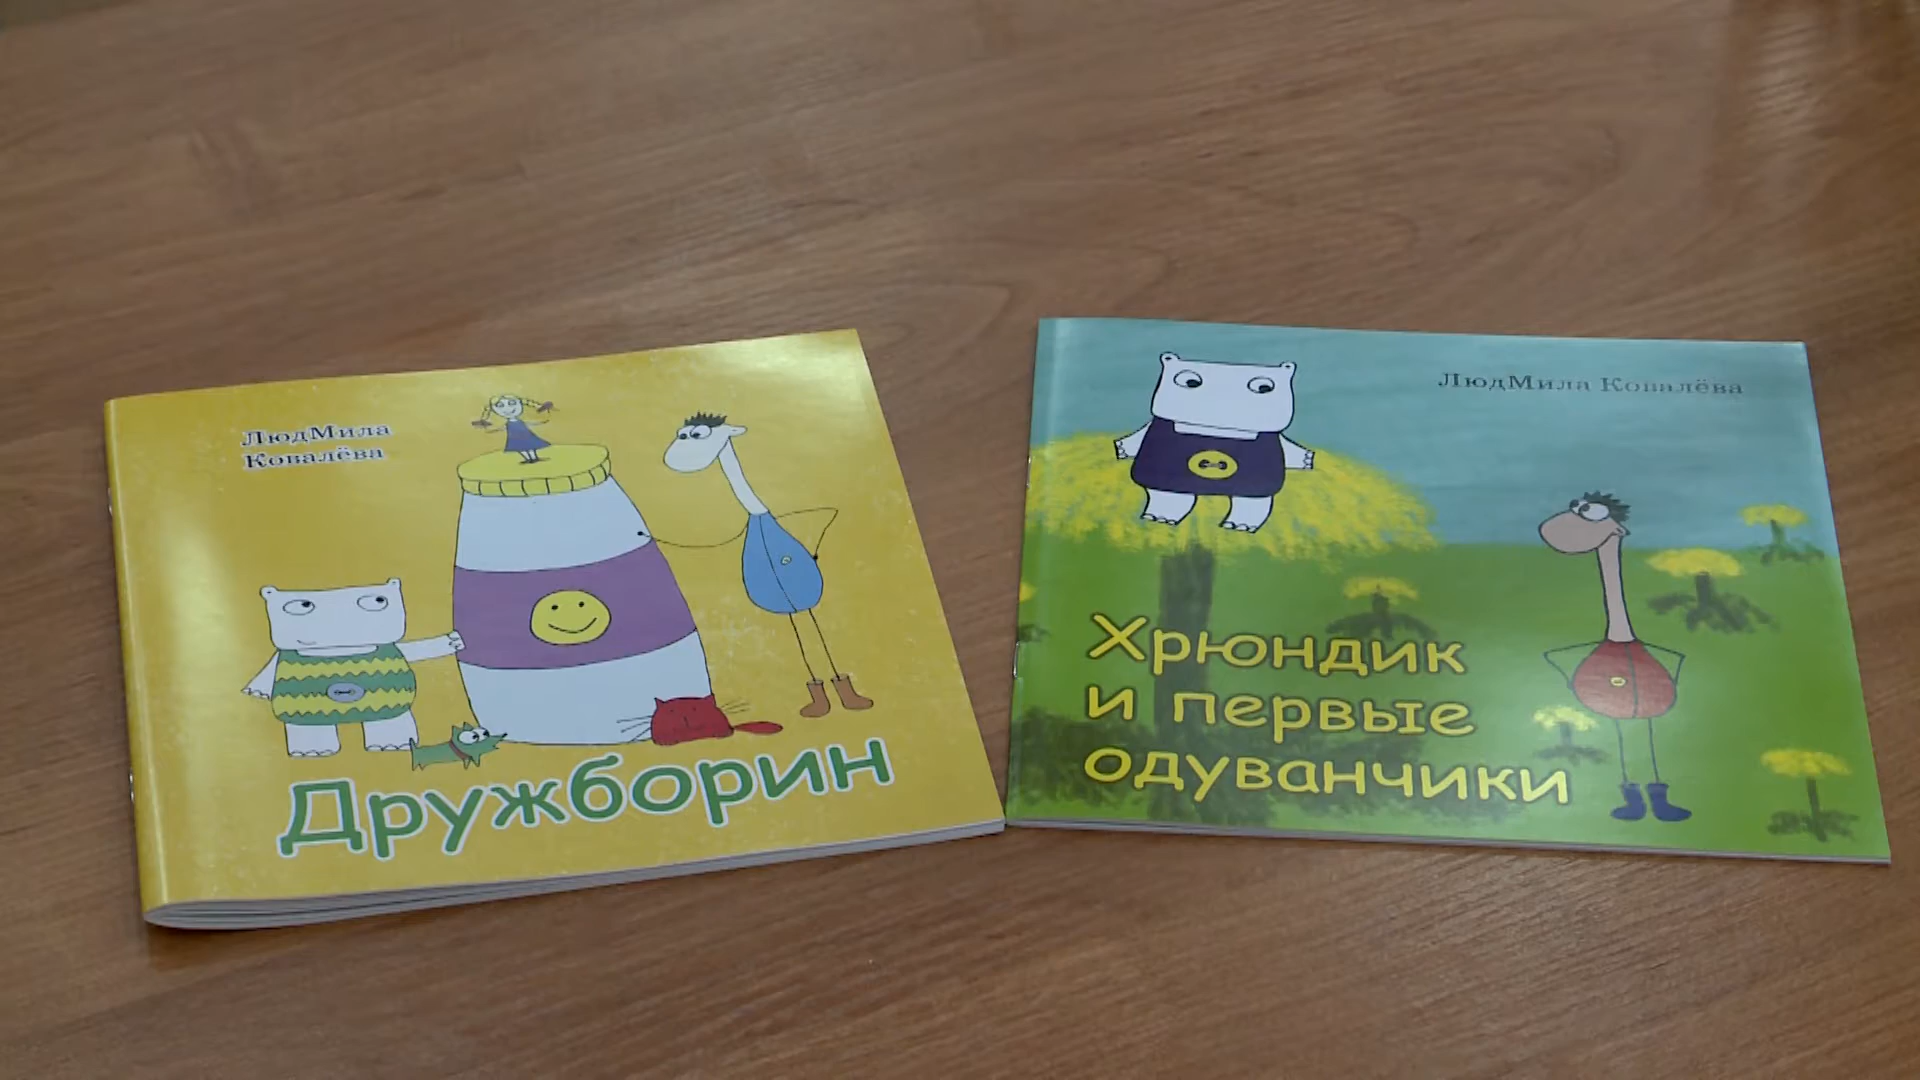 ЛюдМила
Ковалёва
Дружборин
ЛюдМила Ковалёва
Хрюндик
и первые
одуванчики